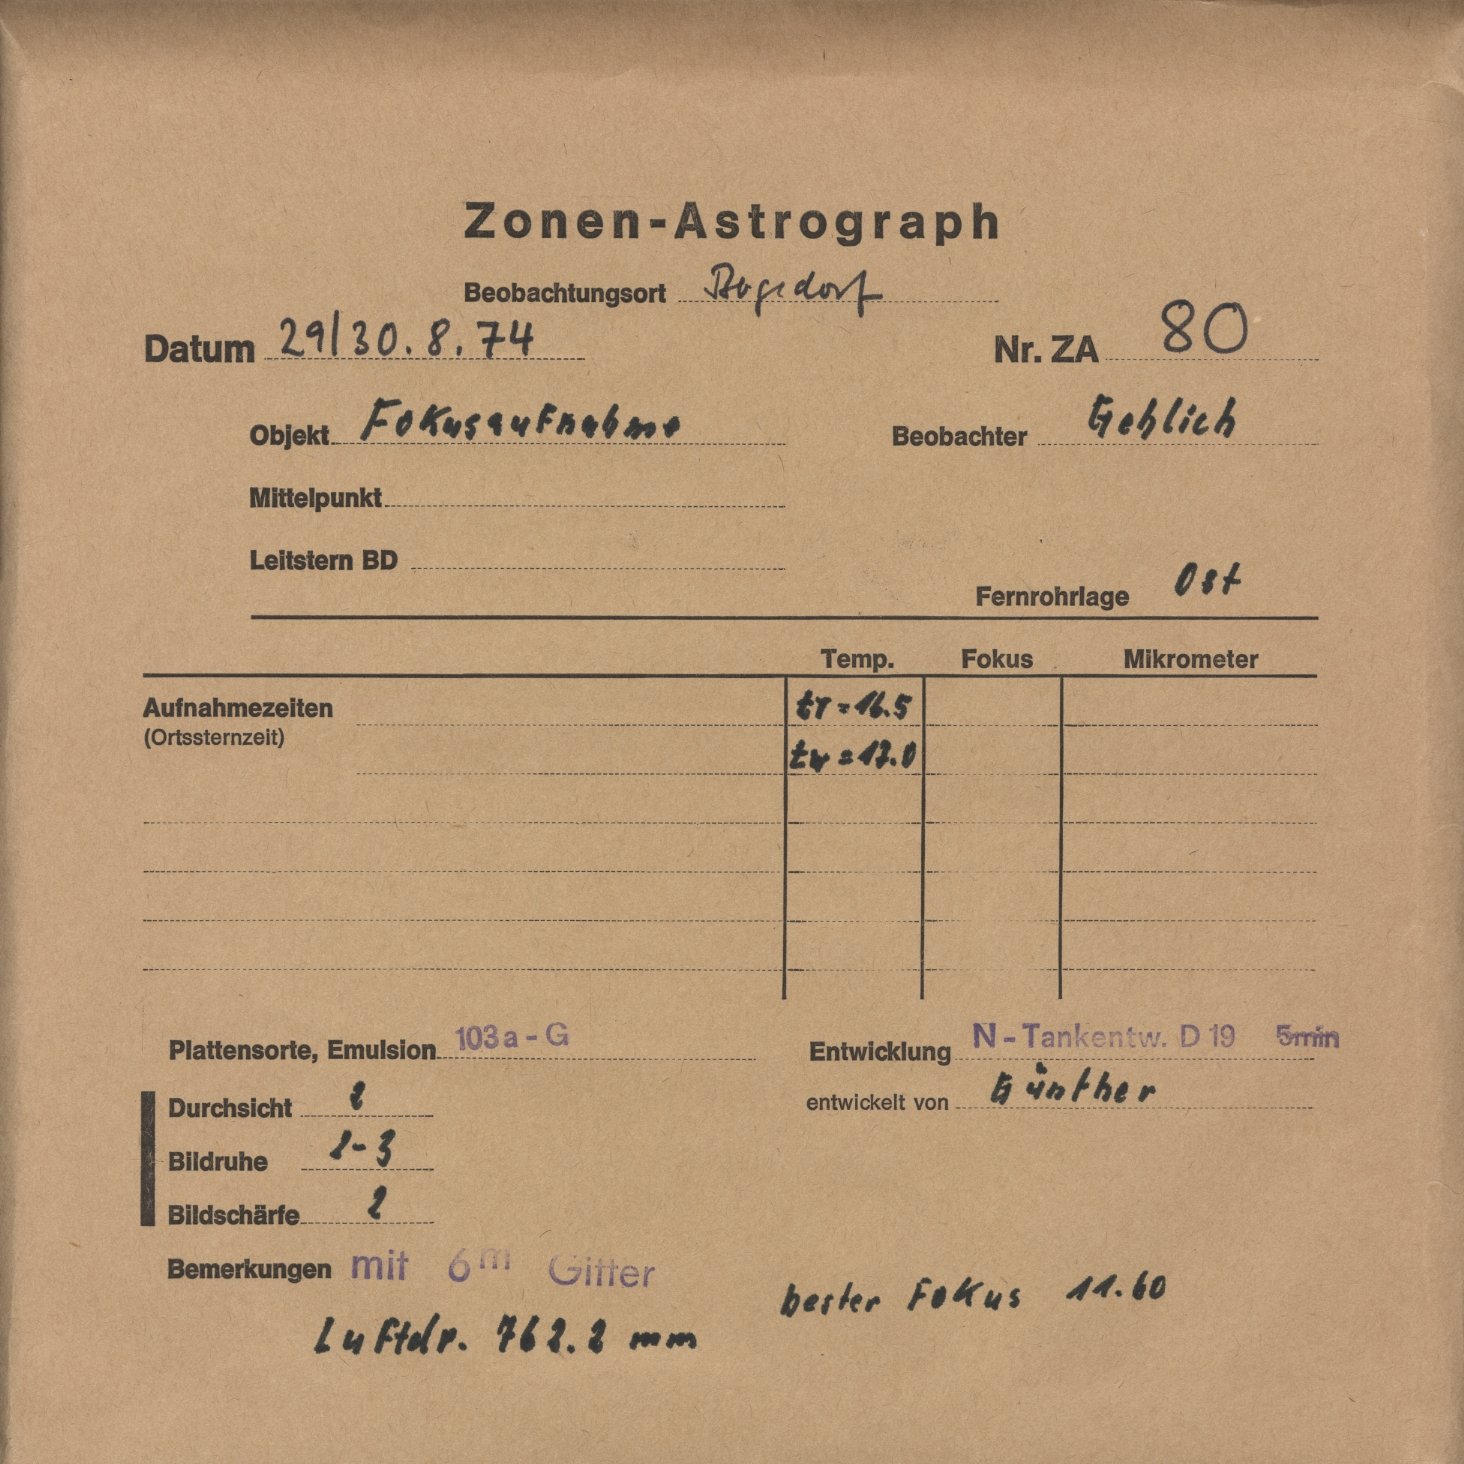 Zonen-Astrograph
Beobachtungsort Bergedorf
Datum 29/30.8.74 Nr. ZA 80
Objekt Fokusaufnahme Beobachter Gehlich
Mittelpunkt
Leitstern BD
Fernrohrlage Ost
Temp. Fokus Mikrometer
Aufnahmezeiten tr = 16.5
(Ortssternzeit)
tw = 17.0
Plattensorte, Emulsion 103a-G Entwicklung N-Tankentw. D 19 5min
Durchsicht 2 entwickelt von Günther
Bildruhe 2-3
Bildschärfe 2
Bemerkungen mit 6m Gitter
bester Fokus 11.60
Luftdr. 762.2 mm